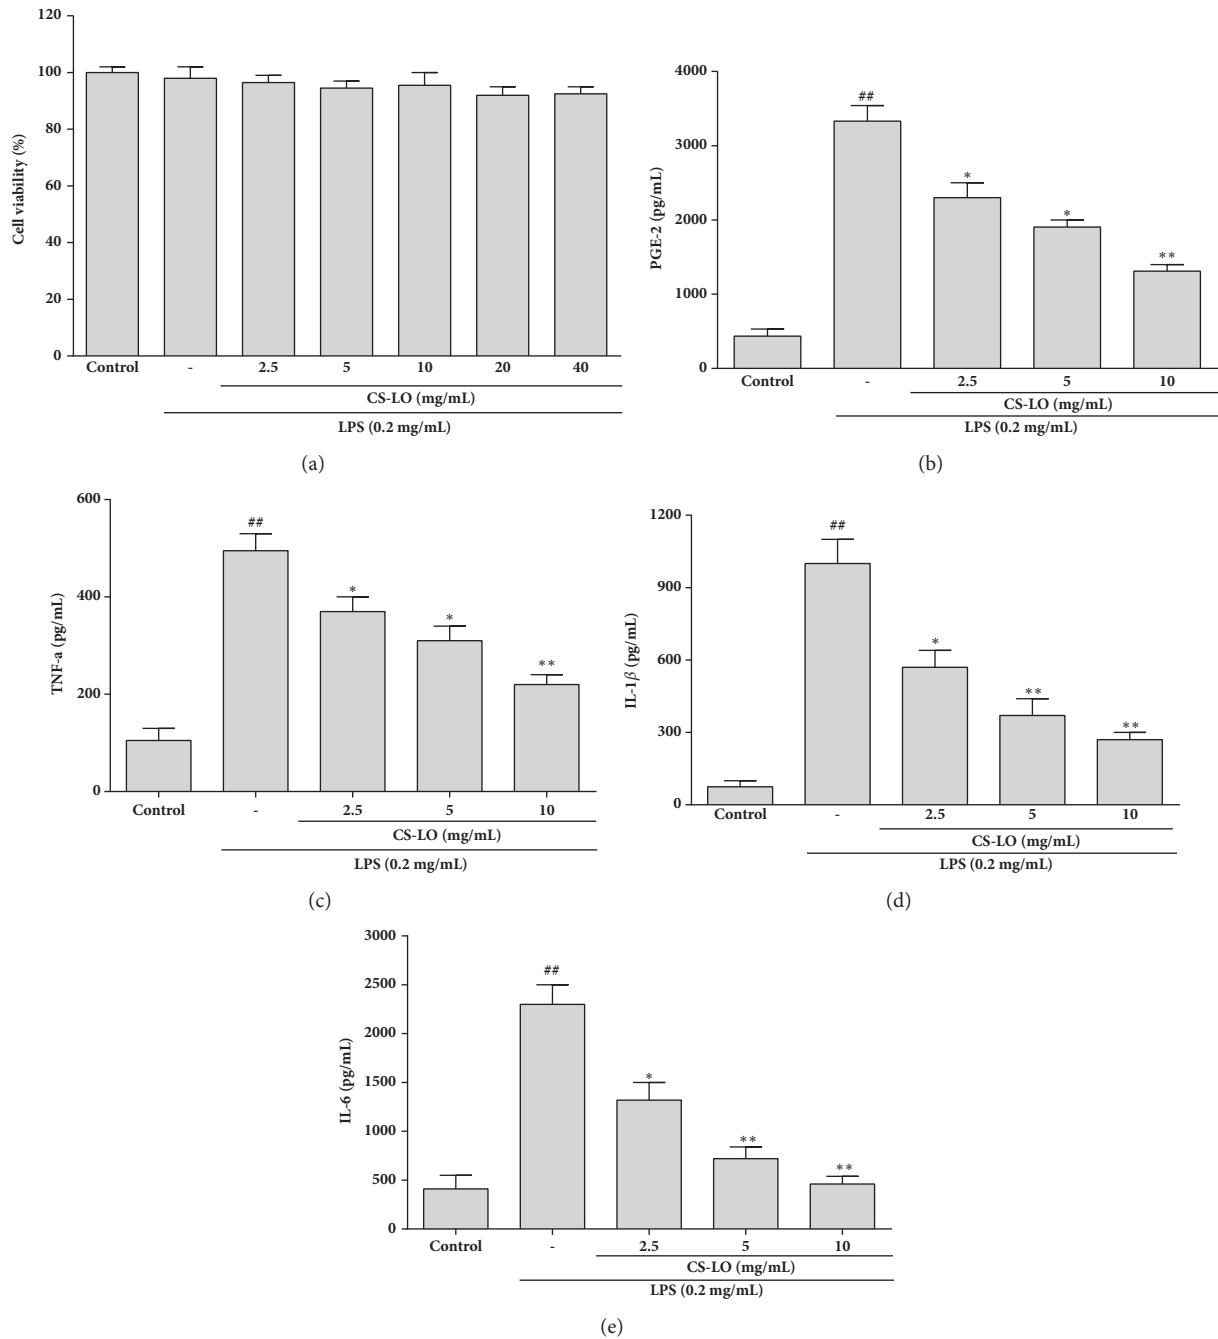 120
100
80
60
40
20
0
Cell viability (%)
Control - 2.5 5 10 20 40
CS-LO (mg/mL)
LPS (0.2 mg/mL)
(a)
4000
3000
2000
1000
0
PGE-2 (pg/mL)
##
*
*
**
Control - 2.5 5 10
CS-LO (mg/mL)
LPS (0.2 mg/mL)
(b)
600
400
200
0
TNF-a (pg/mL)
##
*
*
**
Control - 2.5 5 10
CS-LO (mg/mL)
LPS (0.2 mg/mL)
(c)
1200
900
600
300
0
IL-1β (pg/mL)
##
*
**
**
Control - 2.5 5 10
CS-LO (mg/mL)
LPS (0.2 mg/mL)
(d)
3000
2500
2000
1500
1000
500
0
IL-6 (pg/mL)
##
*
**
**
Control - 2.5 5 10
CS-LO (mg/mL)
LPS (0.2 mg/mL)
(e)